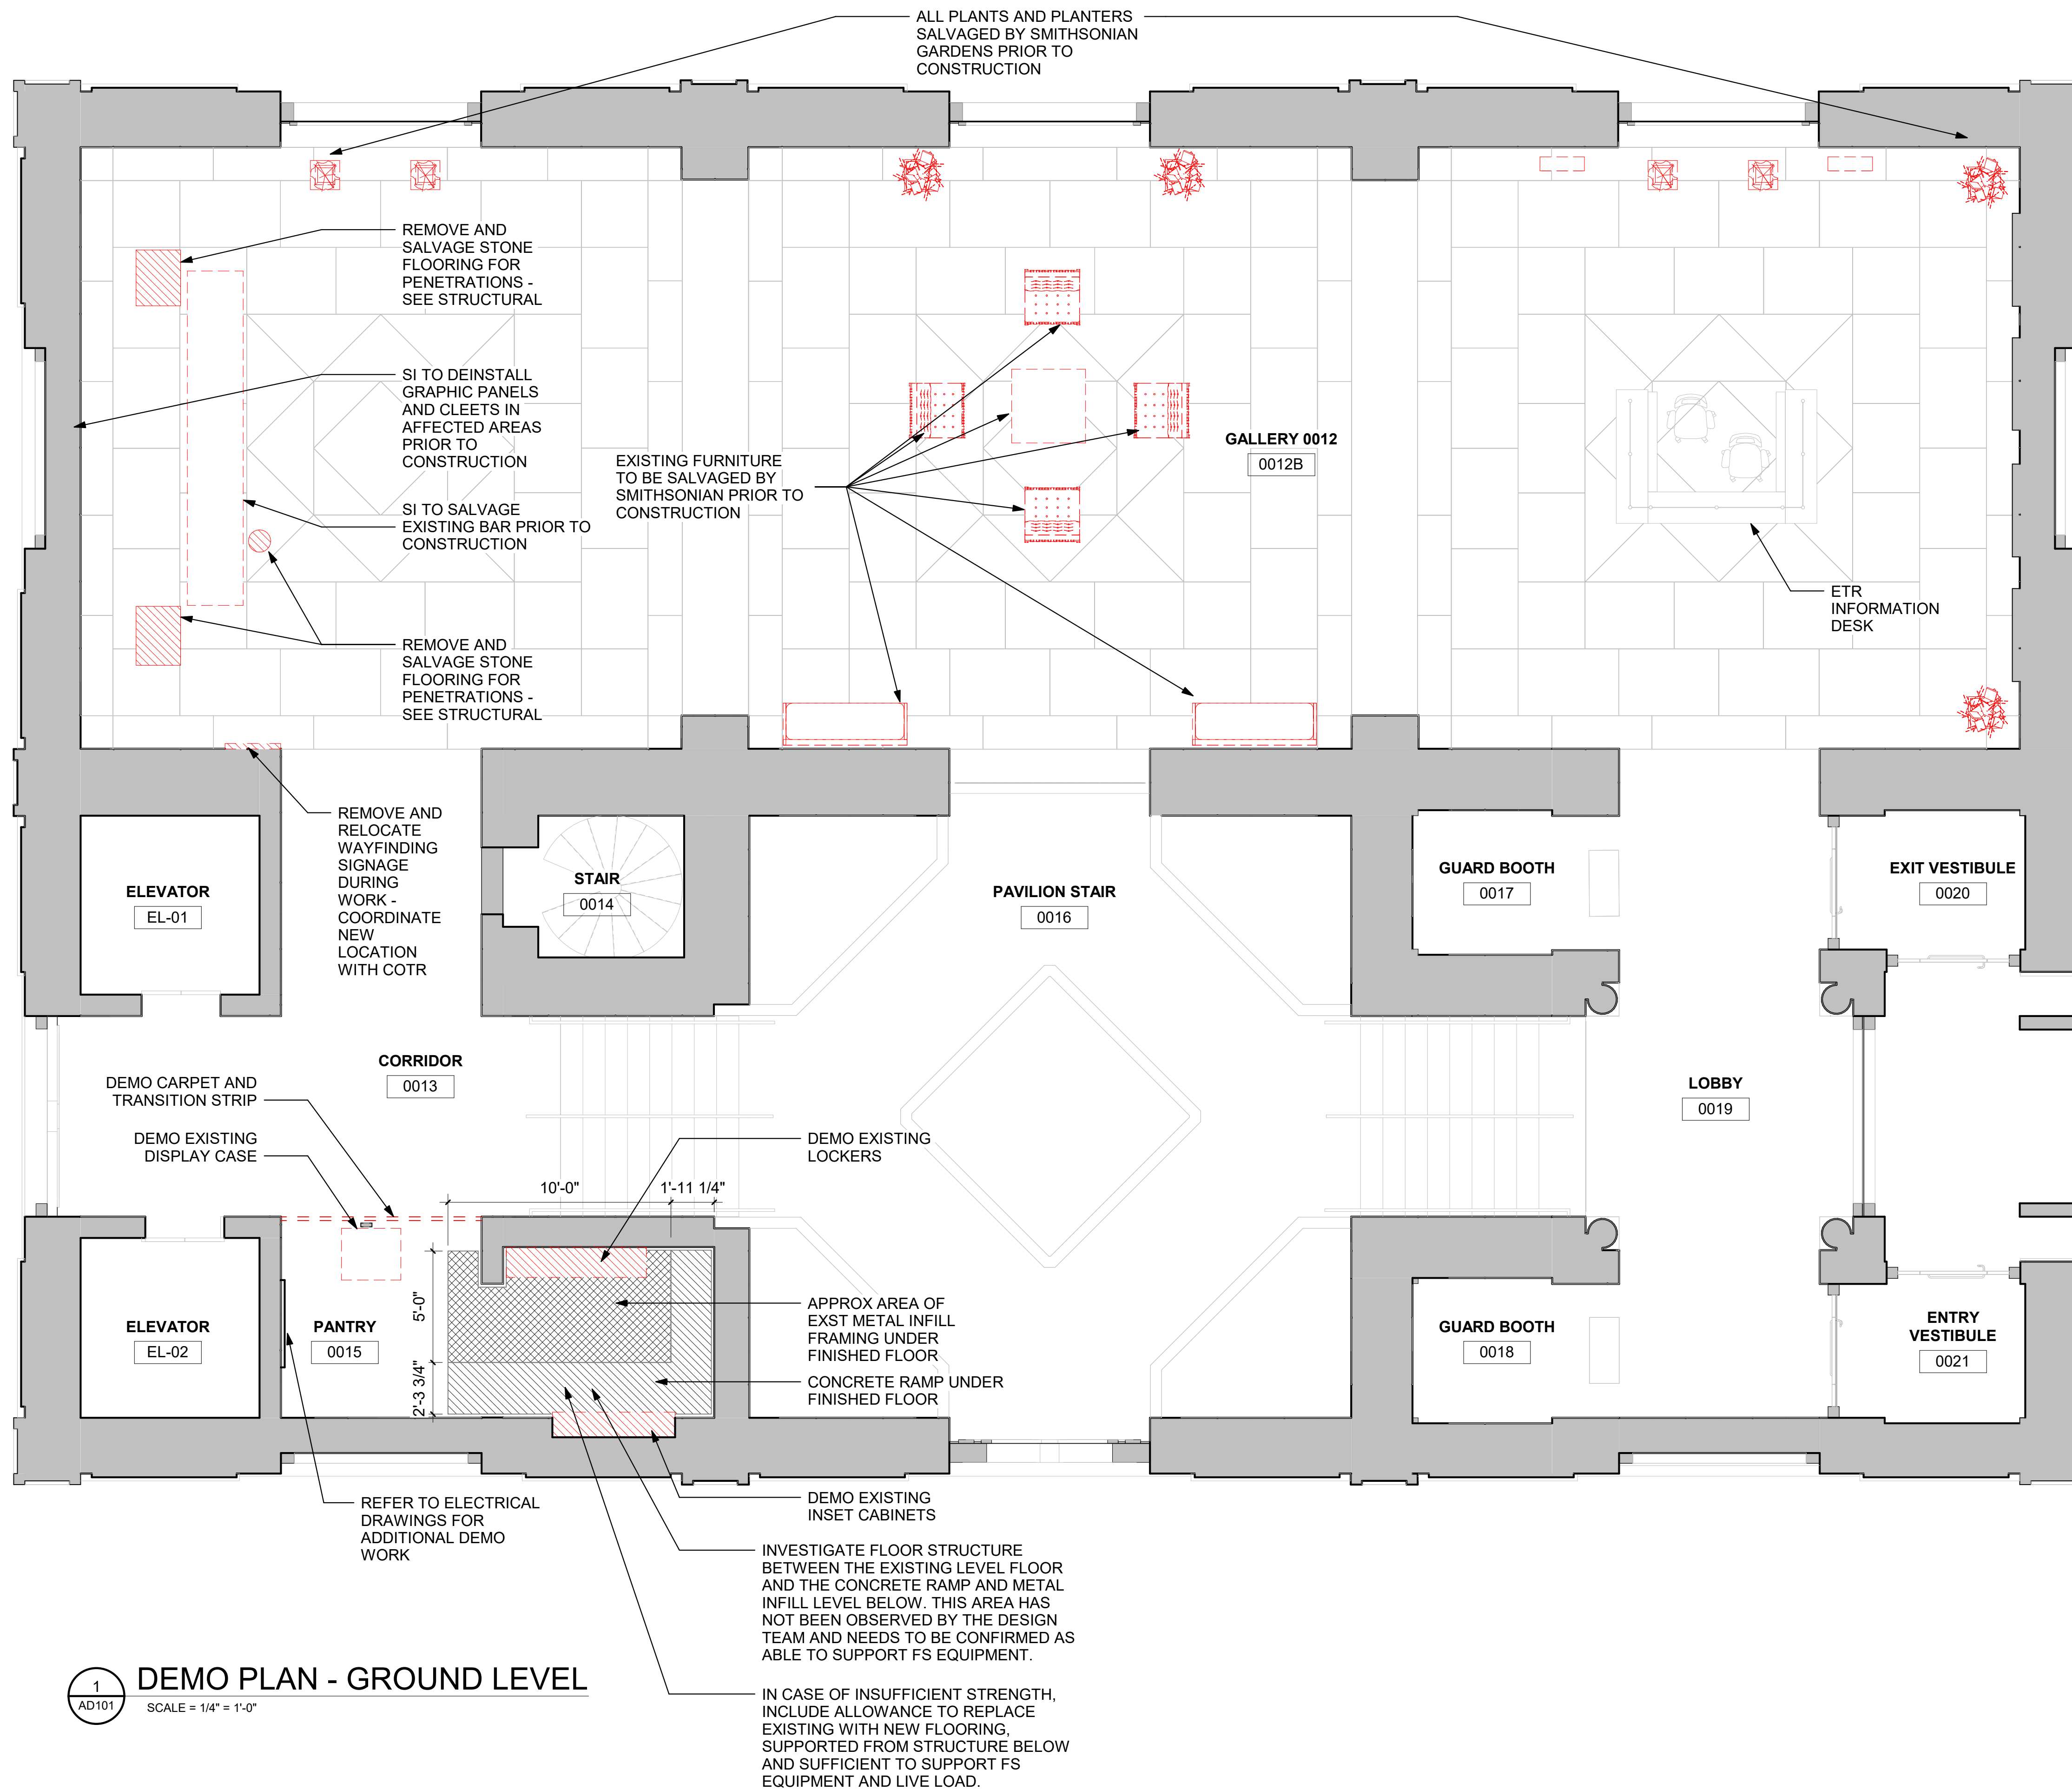 ALL PLANTS AND PLANTERS
SALVAGED BY SMITHSONIAN
GARDENS PRIOR TO
CONSTRUCTION
REMOVE AND
SALVAGE STONE
FLOORING FOR
PENETRATIONS -
SEE STRUCTURAL
SI TO DEINSTALL
GRAPHIC PANELS
AND CLEETS IN
AFFECTED AREAS
PRIOR TO
CONSTRUCTION
EXISTING FURNITURE
TO BE SALVAGED BY
SMITHSONIAN PRIOR TO
CONSTRUCTION
GALLERY 0012
0012B
SI TO SALVAGE
EXISTING BAR PRIOR TO
CONSTRUCTION
ETR
INFORMATION
DESK
REMOVE AND
SALVAGE STONE
FLOORING FOR
PENETRATIONS -
SEE STRUCTURAL
REMOVE AND
RELOCATE
WAYFINDING
SIGNAGE
DURING
WORK -
COORDINATE
NEW
LOCATION
WITH COTR
ELEVATOR
EL-01
STAIR
0014
PAVILION STAIR
0016
GUARD BOOTH
0017
EXIT VESTIBULE
0020
CORRIDOR
0013
LOBBY
0019
DEMO CARPET AND
TRANSITION STRIP
DEMO EXISTING
DISPLAY CASE
DEMO EXISTING
LOCKERS
10'-0"
1'-11 1/4"
5'-0"
2'-3 3/4"
APPROX AREA OF
EXST METAL INFILL
FRAMING UNDER
FINISHED FLOOR
CONCRETE RAMP UNDER
FINISHED FLOOR
ELEVATOR
EL-02
PANTRY
0015
GUARD BOOTH
0018
ENTRY
VESTIBULE
0021
REFER TO ELECTRICAL
DRAWINGS FOR
ADDITIONAL DEMO
WORK
DEMO EXISTING
INSET CABINETS
INVESTIGATE FLOOR STRUCTURE
BETWEEN THE EXISTING LEVEL FLOOR
AND THE CONCRETE RAMP AND METAL
INFILL LEVEL BELOW. THIS AREA HAS
NOT BEEN OBSERVED BY THE DESIGN
TEAM AND NEEDS TO BE CONFIRMED AS
ABLE TO SUPPORT FS EQUIPMENT.
IN CASE OF INSUFFICIENT STRENGTH,
INCLUDE ALLOWANCE TO REPLACE
EXISTING WITH NEW FLOORING,
SUPPORTED FROM STRUCTURE BELOW
AND SUFFICIENT TO SUPPORT FS
EQUIPMENT AND LIVE LOAD.
1
AD101
DEMO PLAN - GROUND LEVEL
SCALE = 1/4" = 1'-0"